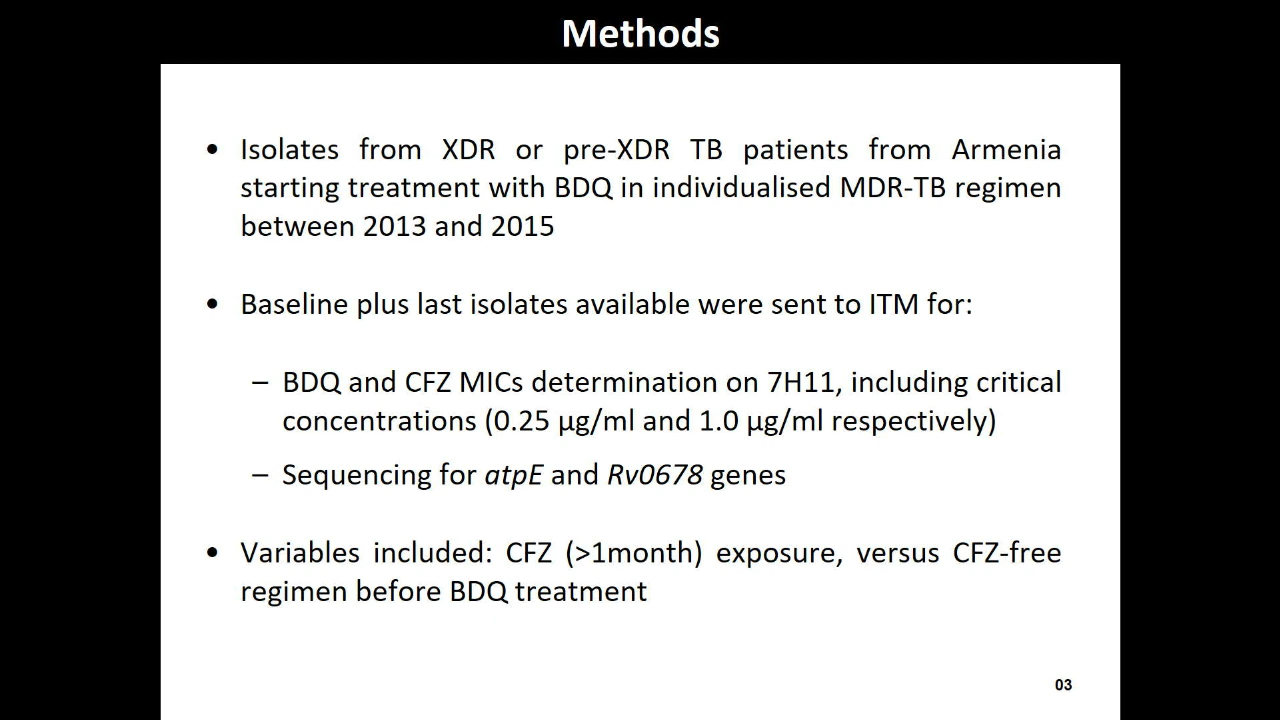 Methods
• Isolates from XDR or pre-XDR TB patients from Armenia
starting treatment with BDQ in individualised MDR-TB regimen
between 2013 and 2015
• Baseline plus last isolates available were sent to ITM for:
– BDQ and CFZ MICs determination on 7H11, including critical
concentrations (0.25 µg/ml and 1.0 µg/ml respectively)
– Sequencing for atpE and Rv0678 genes
• Variables included: CFZ (>1month) exposure, versus CFZ-free
regimen before BDQ treatment
03